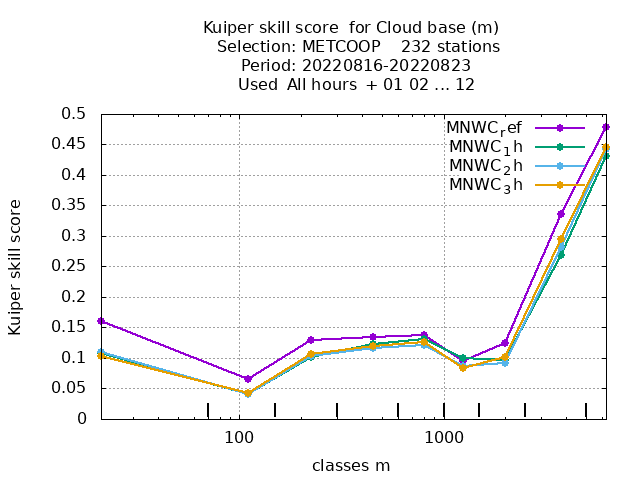 Kuiper skill score  for Cloud base (m)
Selection: METCOOP    232 stations
Period: 20220816-20220823
Used  All hours  + 01 02 ... 12
MNWC_ref
MNWC_1h
MNWC_2h
MNWC_3h
0.5
0.45
0.4
0.35
0.3
0.25
0.2
0.15
0.1
0.05
0
Kuiper skill score
100 1000
classes m